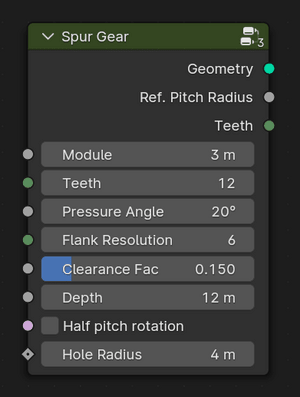 Spur Gear
3
Geometry
Ref. Pitch Radius
Teeth
Module 3 m
Teeth 12
Pressure Angle 20°
Flank Resolution 6
Clearance Fac 0.150
Depth 12 m
Half pitch rotation
Hole Radius 4 m